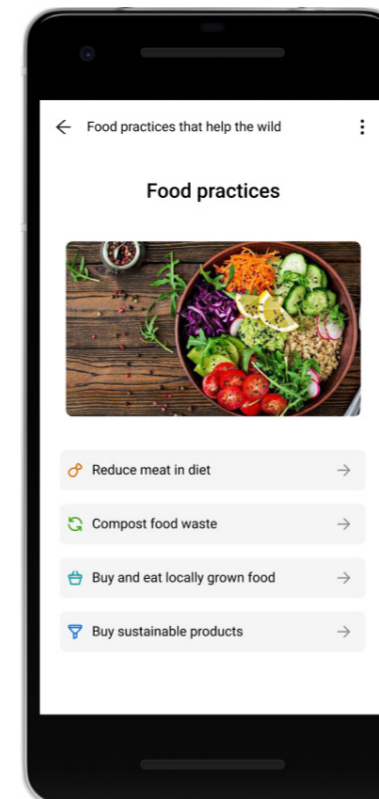 Food practices that help the wild
Food practices
Reduce meat in diet
Compost food waste
Buy and eat locally grown food
Buy sustainable products